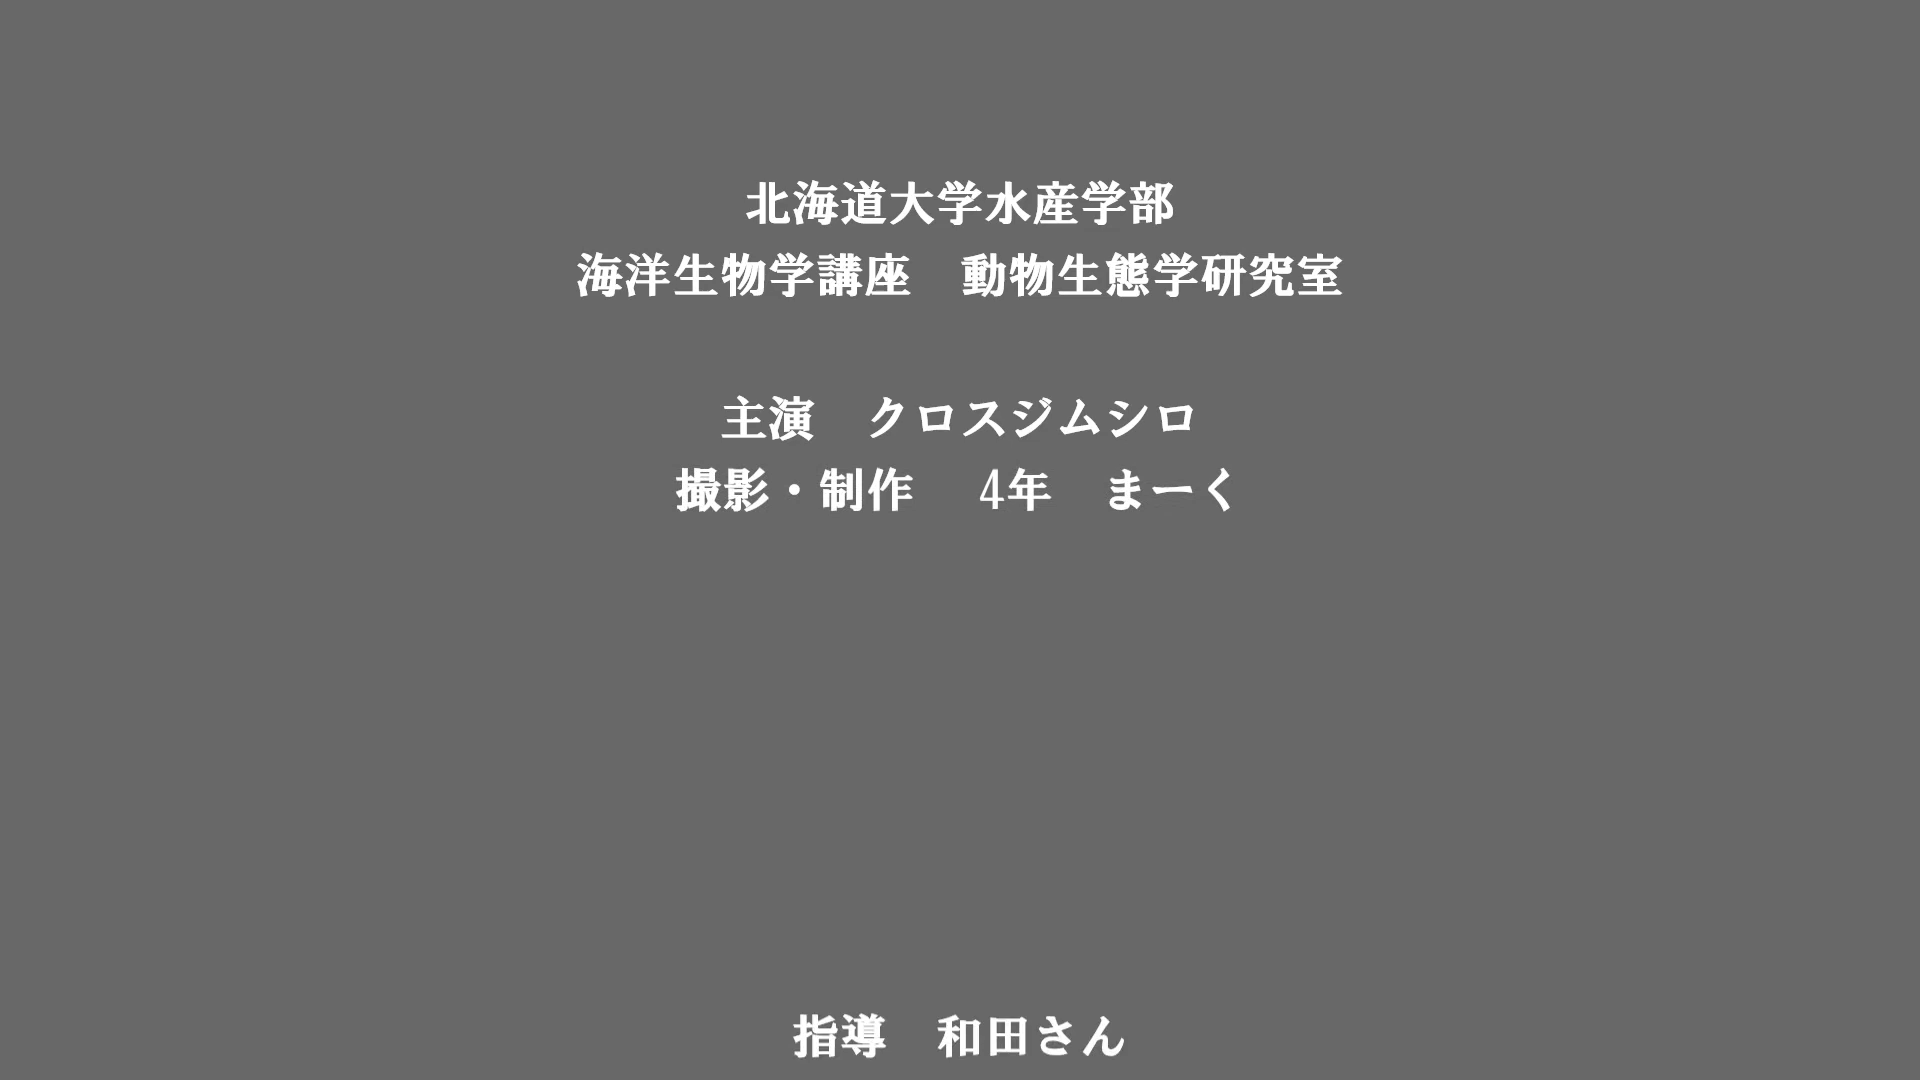 北海道大学水産学部
海洋生物学講座　動物生態学研究室
主演　クロスジムシロ
撮影・制作　4年　まーく
指導　和田さん